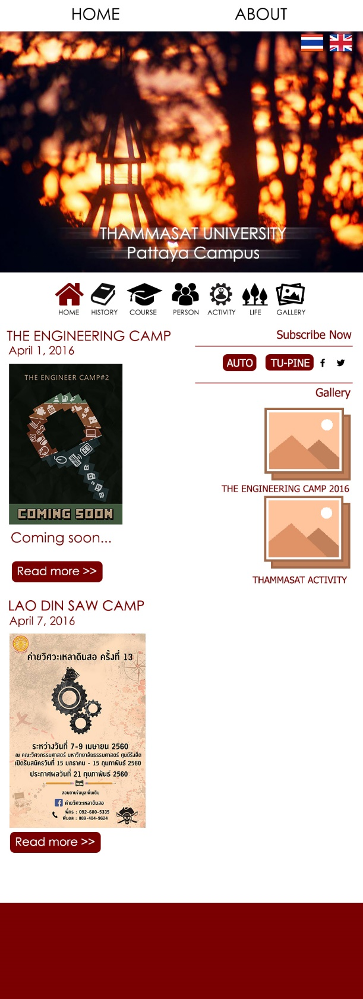 HOME ABOUT
THAMMASAT UNIVERSITY
Pattaya Campus
HOME HISTORY COURSE PERSON ACTIVITY LIFE GALLERY
THE ENGINEERING CAMP
April 1, 2016
THE ENGINEER CAMP#2
COMING SOON
Coming soon...
Read more >>
Subscribe Now
AUTO TU-PINE
Gallery
THE ENGINEERING CAMP 2016
THAMMASAT ACTIVITY
LAO DIN SAW CAMP
April 7, 2016
ค่ายวิศวะเหลาดินสอ ครั้งที่ 13
ระหว่างวันที่ 7-9 เมษายน 2560
ณ คณะวิศวกรรมศาสตร์ มหาวิทยาลัยธรรมศาสตร์ ศูนย์รังสิต
เปิดรับสมัครวันที่ 15 มกราคม - 15 กุมภาพันธ์ 2560
ประกาศผลวันที่ 21 กุมภาพันธ์ 2560
สอบถามข้อมูลเพิ่มเติม
ค่ายวิศวะเหลาดินสอ
พี่กร : 092-680-5335
พี่บอล : 089-404-9624
Read more >>